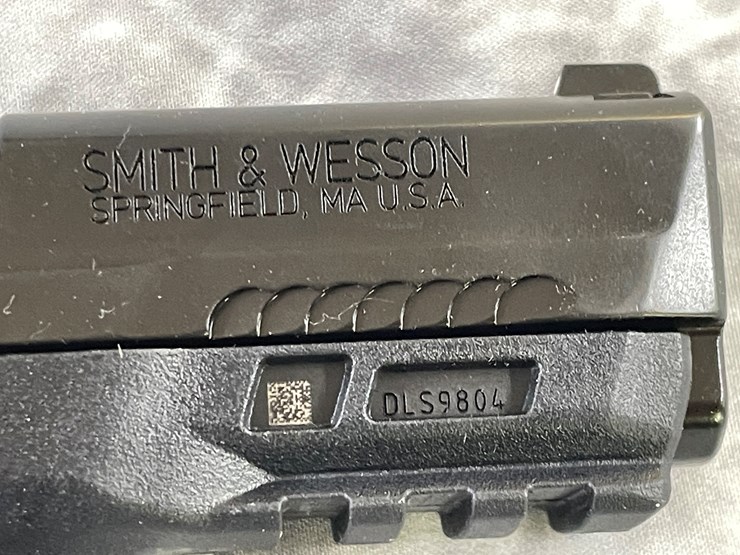 SMITH & WESSON
SPRINGFIELD, MA U.S.A.
DLS9804